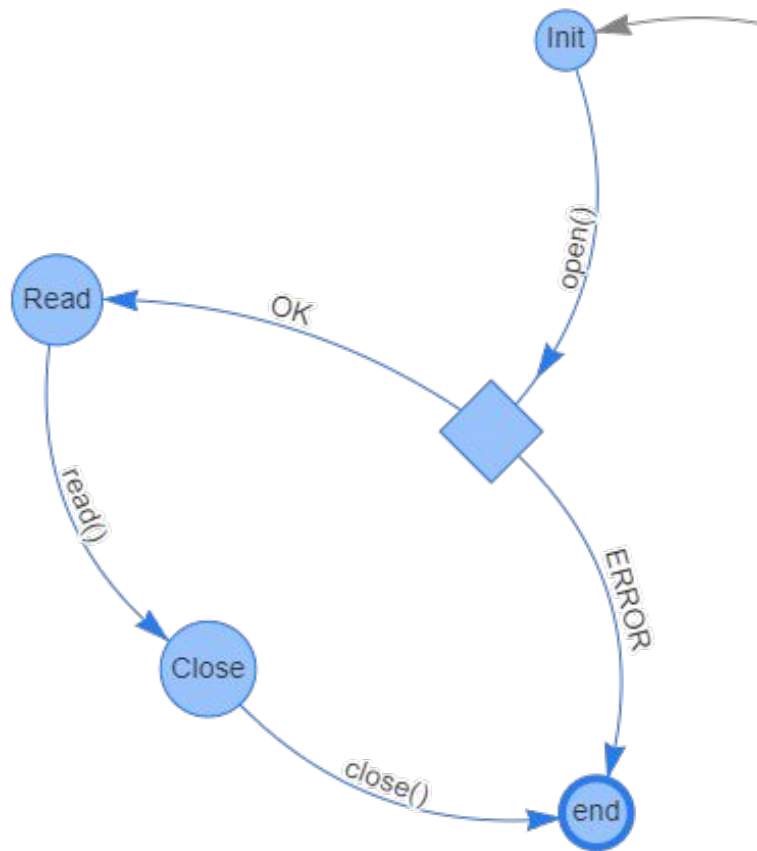 Init
open()
Read
OK
read()
ERROR
Close
close()
end